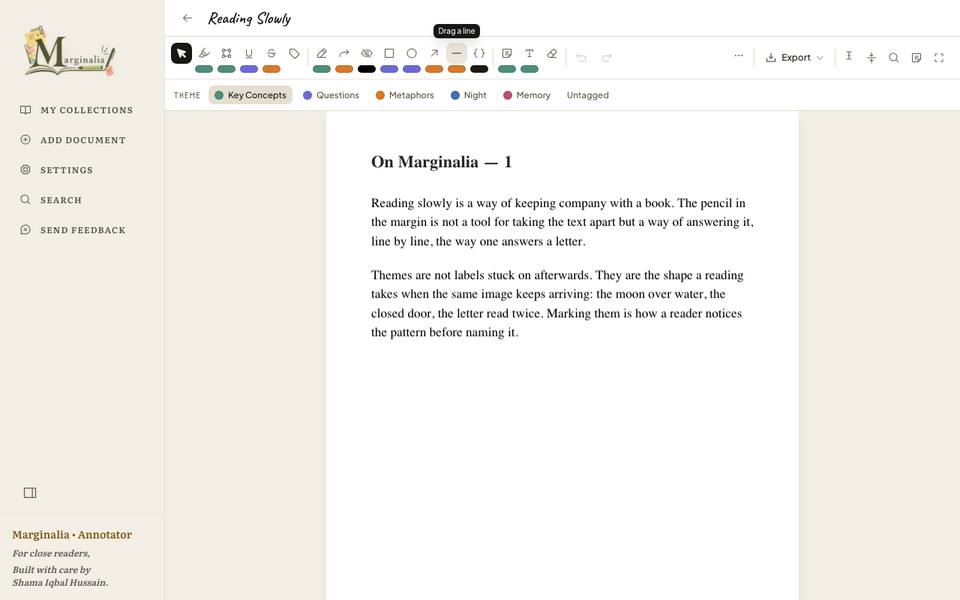 Marginalia
MY COLLECTIONS
ADD DOCUMENT
SETTINGS
SEARCH
SEND FEEDBACK
Marginalia • Annotator
For close readers,
Built with care by
Shama Iqbal Hussain.
Reading Slowly
Drag a line
Export
THEME Key Concepts Questions Metaphors Night Memory Untagged
On Marginalia — 1
Reading slowly is a way of keeping company with a book. The pencil in
the margin is not a tool for taking the text apart but a way of answering it,
line by line, the way one answers a letter.
Themes are not labels stuck on afterwards. They are the shape a reading
takes when the same image keeps arriving: the moon over water, the
closed door, the letter read twice. Marking them is how a reader notices
the pattern before naming it.